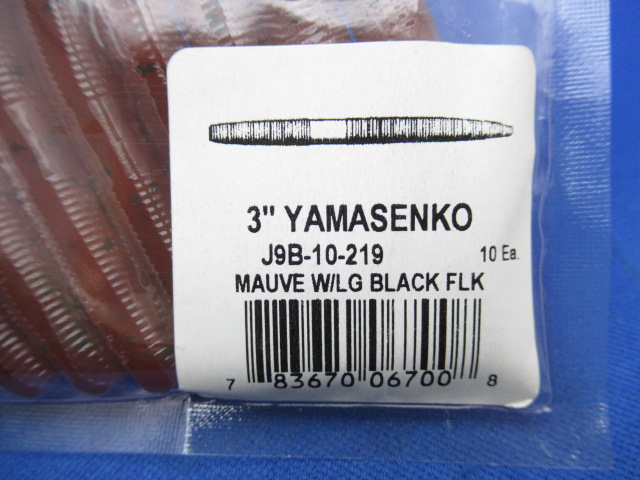 3" YAMASENKO
J9B-10-219 10 Ea.
MAUVE W/LG BLACK FLK
7 83670 06700 8